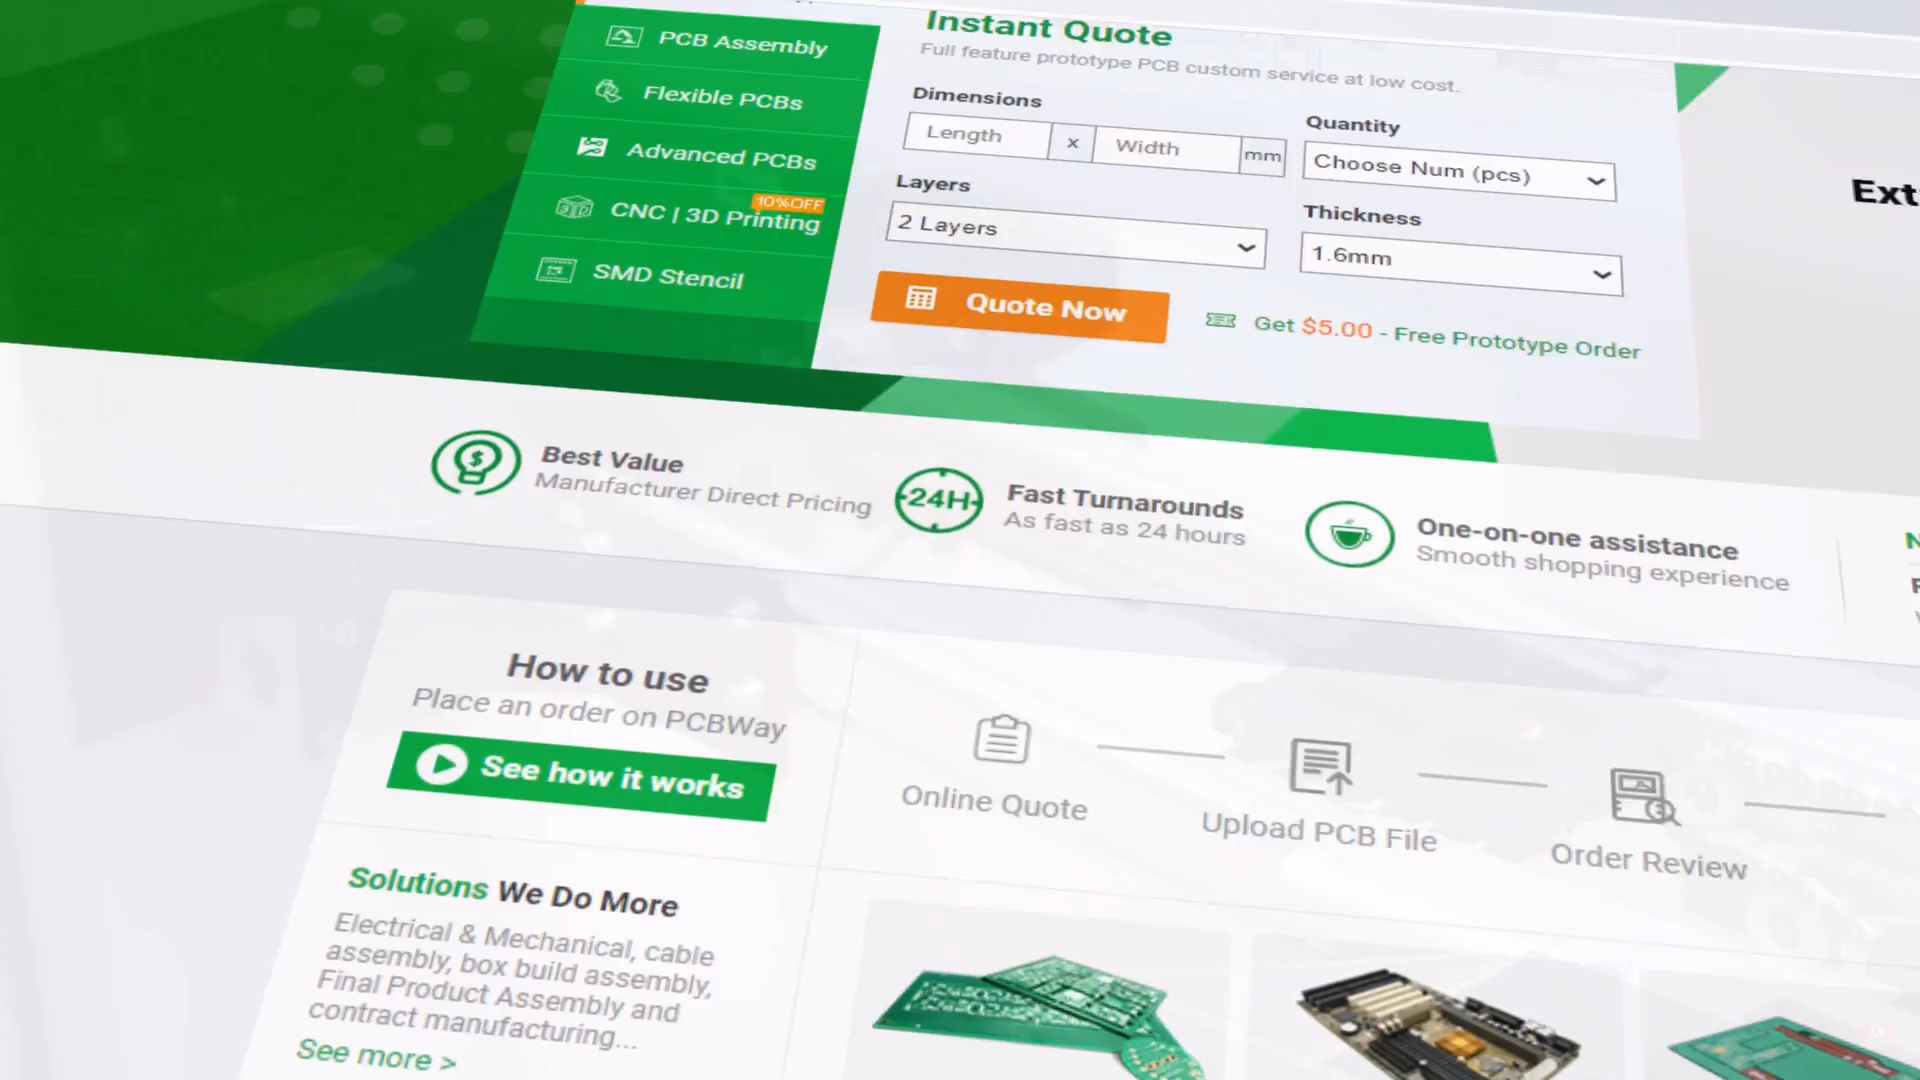 PCB Assembly
Flexible PCBs
Advanced PCBs
10%OFF
CNC | 3D Printing
SMD Stencil
Instant Quote
Full feature prototype PCB custom service at low cost.
Dimensions
Length x Width mm
Quantity
Choose Num (pcs)
Layers
2 Layers
Thickness
1.6mm
Quote Now
Get $5.00 - Free Prototype Order
Best Value
Manufacturer Direct Pricing
24H
Fast Turnarounds
As fast as 24 hours
One-on-one assistance
Smooth shopping experience
How to use
Place an order on PCBWay
See how it works
Online Quote
Upload PCB File
Order Review
Solutions We Do More
Electrical & Mechanical, cable
assembly, box build assembly,
Final Product Assembly and
contract manufacturing...
See more >